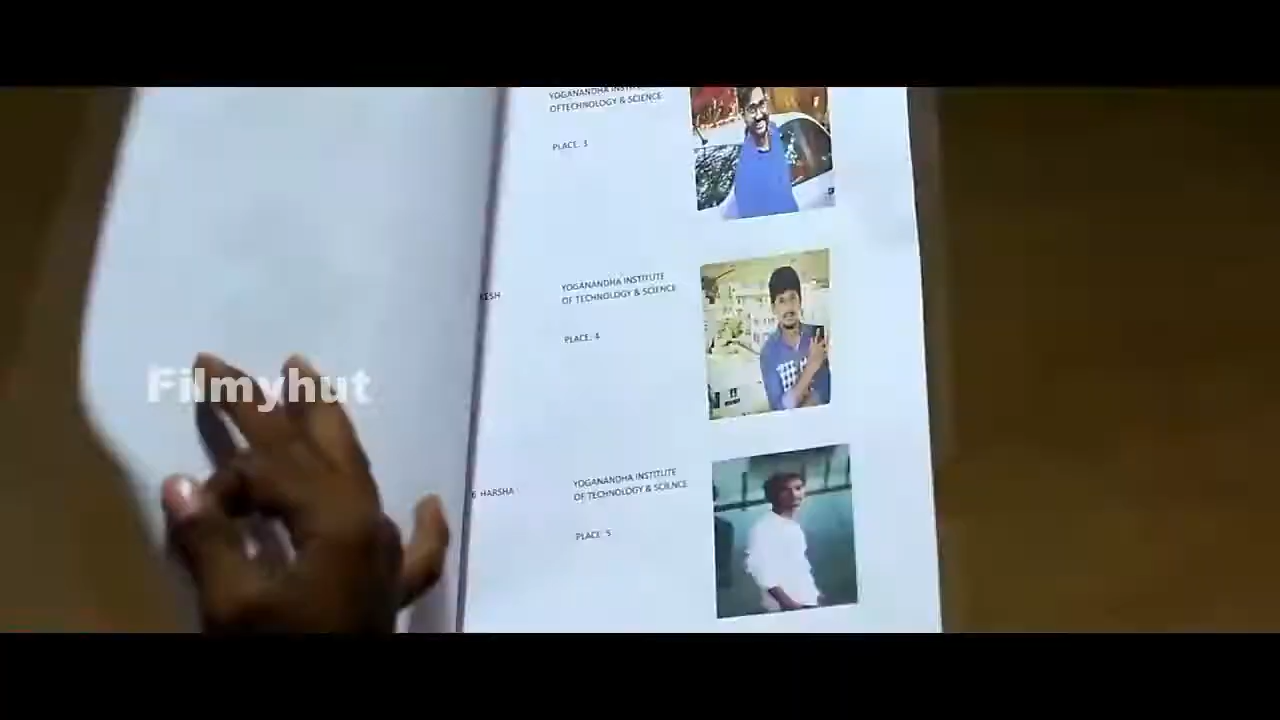 YOGANANDHA INSTITUTE
OFTECHNOLOGY & SCIENCE
PLACE: 3
KESH
YOGANANDHA INSTITUTE
OF TECHNOLOGY & SCIENCE
PLACE: 4
Filmyhut
G HARSHA
YOGANANDHA INSTITUTE
OF TECHNOLOGY & SCIENCE
PLACE: 5